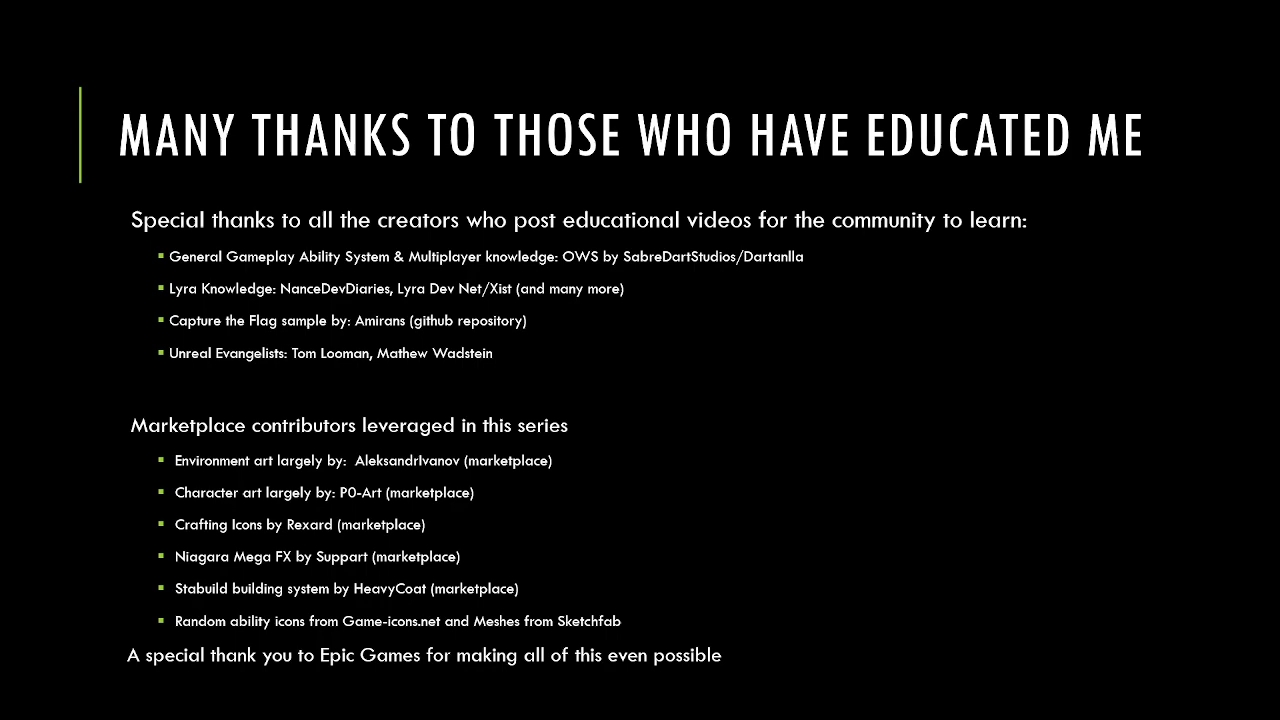 MANY THANKS TO THOSE WHO HAVE EDUCATED ME
Special thanks to all the creators who post educational videos for the community to learn:
▪ General Gameplay Ability System & Multiplayer knowledge: OWS by SabreDartStudios/Dartanlla
▪ Lyra Knowledge: NanceDevDiaries, Lyra Dev Net/Xist (and many more)
▪ Capture the Flag sample by: Amirans (github repository)
▪ Unreal Evangelists: Tom Looman, Mathew Wadstein
Marketplace contributors leveraged in this series
▪ Environment art largely by:  AleksandrIvanov (marketplace)
▪ Character art largely by: P0-Art (marketplace)
▪ Crafting Icons by Rexard (marketplace)
▪ Niagara Mega FX by Suppart (marketplace)
▪ Stabuild building system by HeavyCoat (marketplace)
▪ Random ability icons from Game-icons.net and Meshes from Sketchfab
A special thank you to Epic Games for making all of this even possible